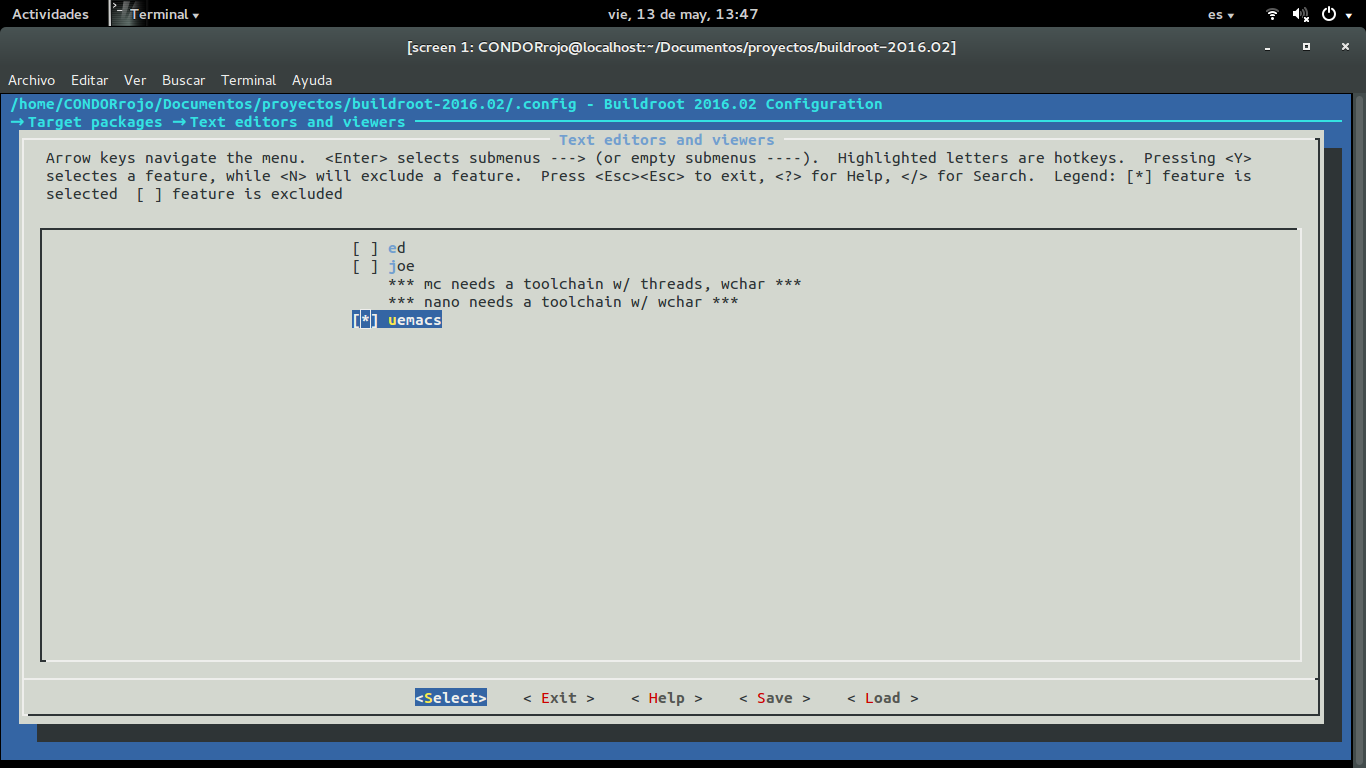 Actividades Terminal vie, 13 de may, 13:47 es
[screen 1: CONDORrojo@localhost:~/Documentos/proyectos/buildroot-2016.02]
Archivo Editar Ver Buscar Terminal Ayuda
/home/CONDORrojo/Documentos/proyectos/buildroot-2016.02/.config - Buildroot 2016.02 Configuration
→ Target packages → Text editors and viewers
Text editors and viewers
Arrow keys navigate the menu.  <Enter> selects submenus ---> (or empty submenus ----).  Highlighted letters are hotkeys.  Pressing <Y>
selectes a feature, while <N> will exclude a feature.  Press <Esc><Esc> to exit, <?> for Help, </> for Search.  Legend: [*] feature is
selected  [ ] feature is excluded
[ ] ed
[ ] joe
*** mc needs a toolchain w/ threads, wchar ***
*** nano needs a toolchain w/ wchar ***
[*] uemacs
<Select> < Exit > < Help > < Save > < Load >